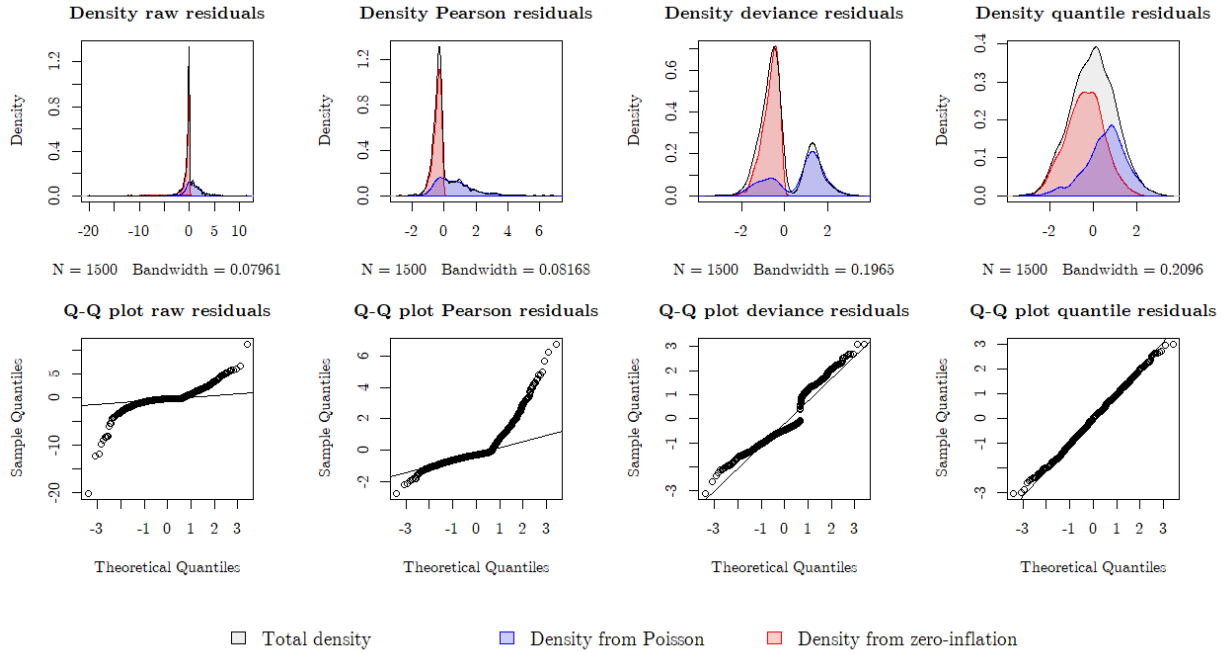 Density raw residuals
Density Pearson residuals
Density deviance residuals
Density quantile residuals
Density
0.0 0.4 0.8 1.2
-20 -10 0 5 10
N = 1500 Bandwidth = 0.07961
Density
0.0 0.4 0.8 1.2
-2 0 2 4 6
N = 1500 Bandwidth = 0.08168
Density
0.0 0.2 0.4 0.6
-2 0 2
N = 1500 Bandwidth = 0.1965
Density
0.0 0.1 0.2 0.3 0.4
-2 0 2
N = 1500 Bandwidth = 0.2096
Q-Q plot raw residuals
Q-Q plot Pearson residuals
Q-Q plot deviance residuals
Q-Q plot quantile residuals
Sample Quantiles
-20 -10 0 5
-3 -2 -1 0 1 2 3
Theoretical Quantiles
Sample Quantiles
-2 0 2 4 6
-3 -2 -1 0 1 2 3
Theoretical Quantiles
Sample Quantiles
-3 -1 0 1 2 3
-3 -2 -1 0 1 2 3
Theoretical Quantiles
Sample Quantiles
-3 -1 0 1 2 3
-3 -2 -1 0 1 2 3
Theoretical Quantiles
Total density
Density from Poisson
Density from zero-inflation